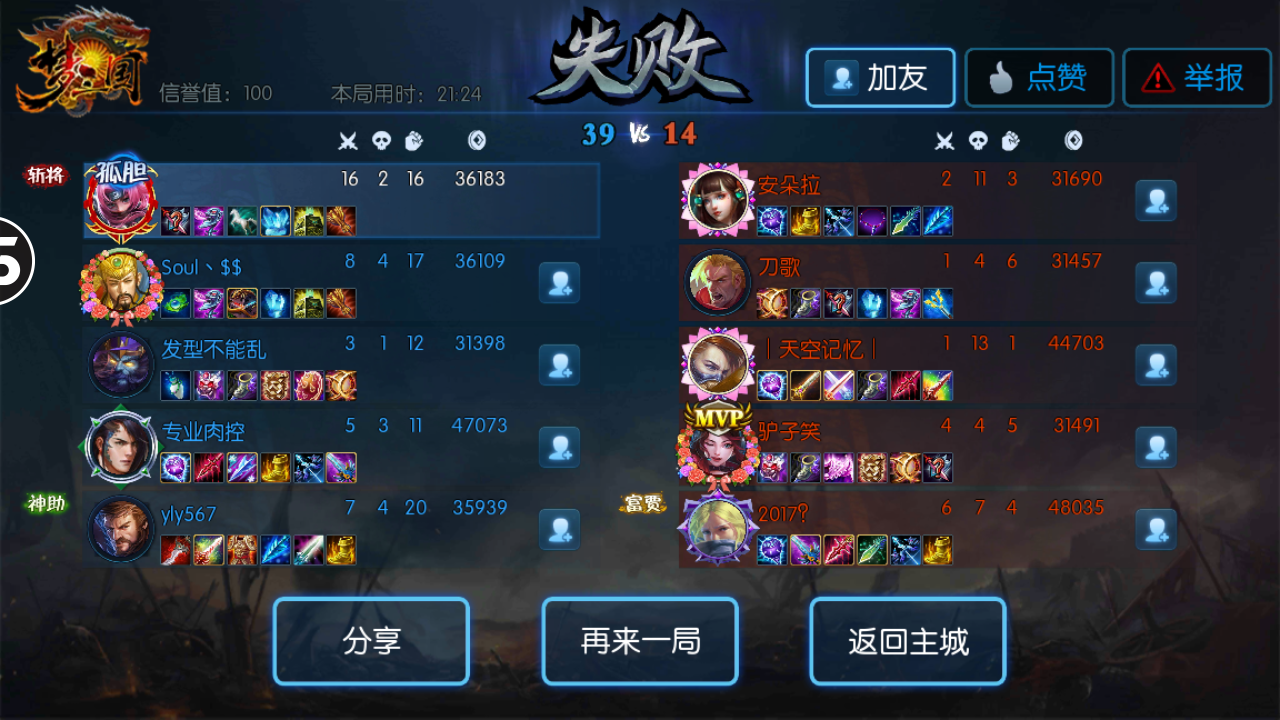 梦三国
信誉值：100
本局用时：21:24
失败
加友
点赞
举报
39 VS 14
斩将
孤胆
16 2 16 36183
Soul丶$$ 8 4 17 36109
发型不能乱 3 1 12 31398
专业肉控 5 3 11 47073
神助
yly567 7 4 20 35939
安朵拉 2 11 3 31690
刀歌 1 4 6 31457
｜天空记忆｜ 1 13 1 44703
MVP
驴子笑 4 4 5 31491
富贾
2017? 6 7 4 48035
5
分享
再来一局
返回主城